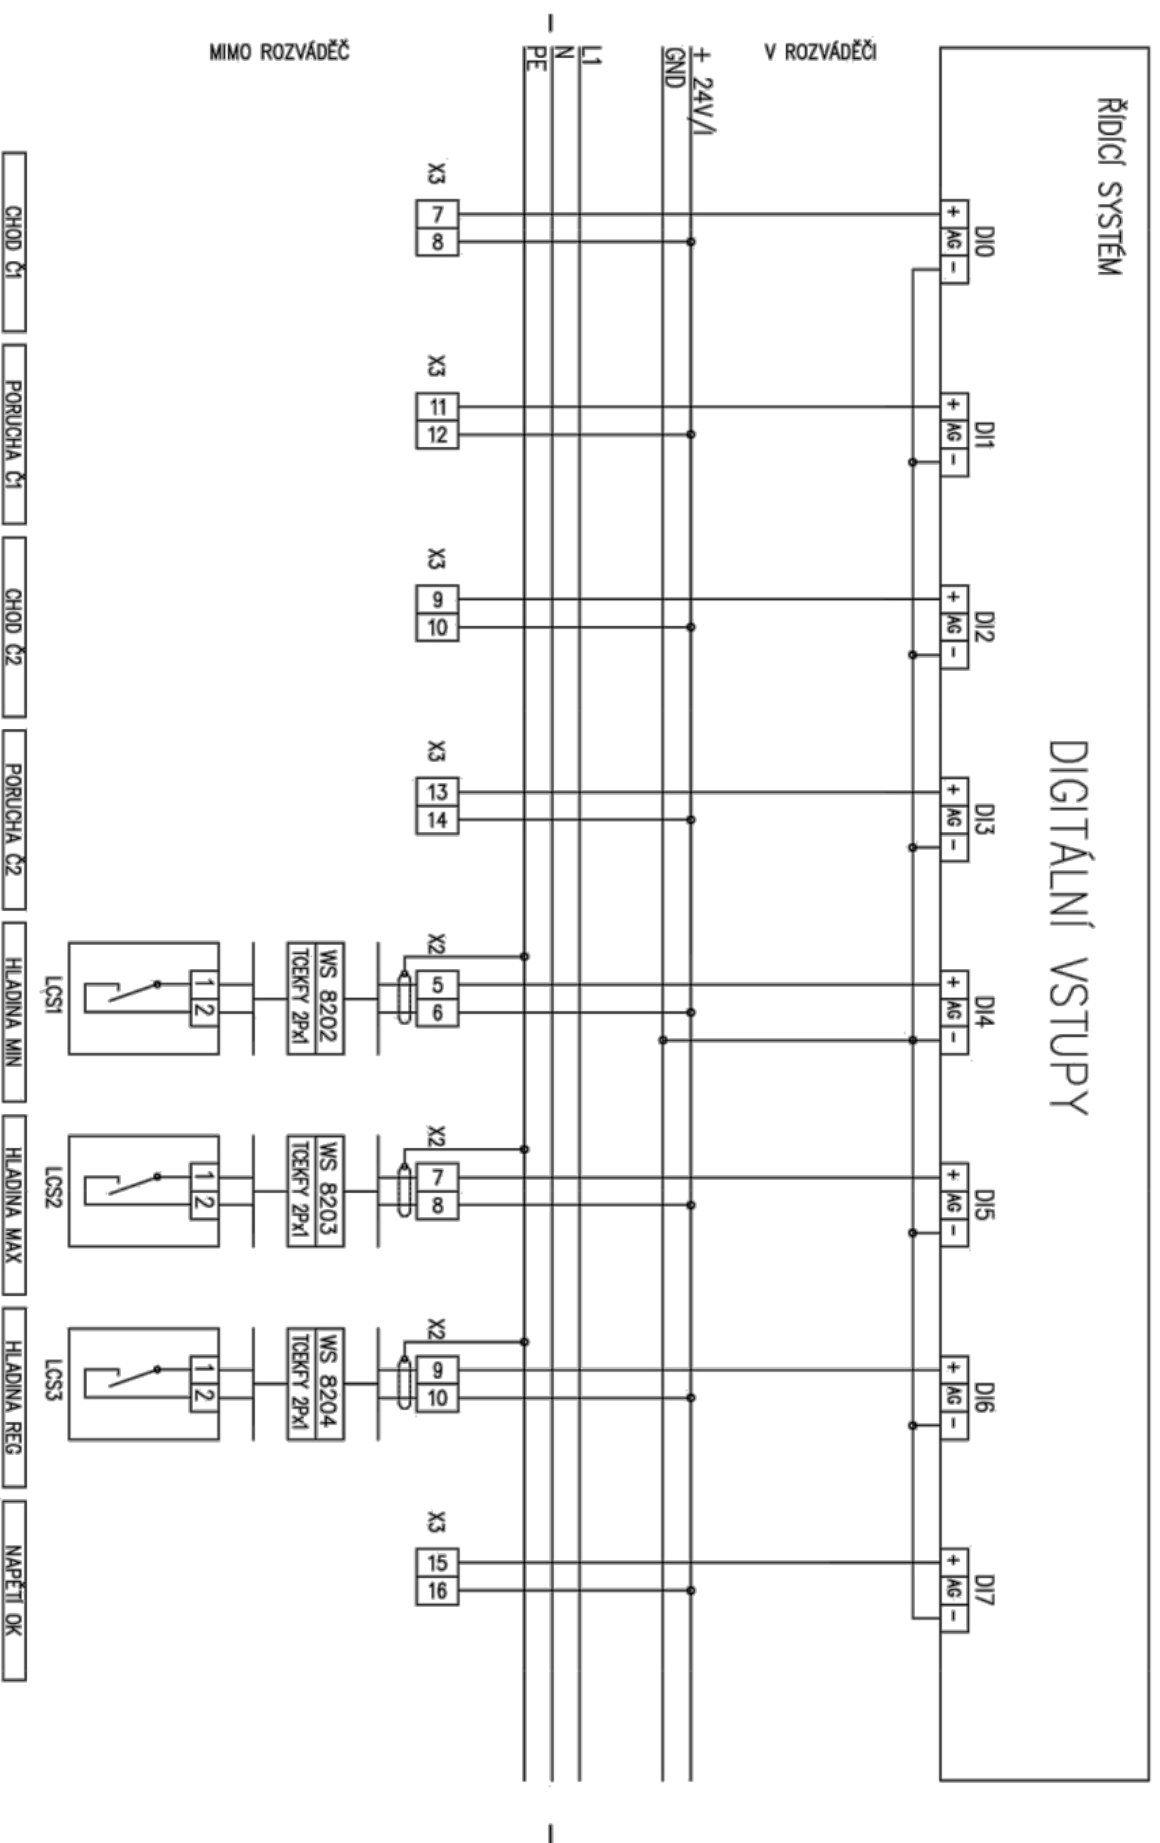 ŘÍDÍCÍ SYSTÉM
DIGITÁLNÍ VSTUPY
DI0 DI1 DI2 DI3 DI4 DI5 DI6 DI7
+ AG - + AG - + AG - + AG - + AG - + AG - + AG - + AG -
V ROZVÁDĚČI
+ 24V/I
GND
L1
N
PE
MIMO ROZVÁDĚČ
X3 X3 X3 X3 X2 X2 X2 X3
7 8 11 12 9 10 13 14 5 6 7 8 9 10 15 16
WS 8202 WS 8203 WS 8204
TCEKFY 2Px1 TCEKFY 2Px1 TCEKFY 2Px1
1 2 1 2 1 2
LCS1 LCS2 LCS3
CHOD Č1 PORUCHA Č1 CHOD Č2 PORUCHA Č2 HLADINA MIN HLADINA MAX HLADINA REG NAPĚTÍ OK